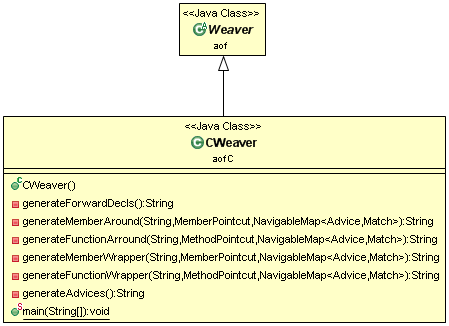 <<Java Class>>
Weaver
aof
<<Java Class>>
CWeaver
aofC
CWeaver()
generateForwardDecls():String
generateMemberAround(String,MemberPointcut,NavigableMap<Advice,Match>):String
generateFunctionArround(String,MethodPointcut,NavigableMap<Advice,Match>):String
generateMemberWrapper(String,MemberPointcut,NavigableMap<Advice,Match>):String
generateFunctionWrapper(String,MethodPointcut,NavigableMap<Advice,Match>):String
generateAdvices():String
main(String[]):void